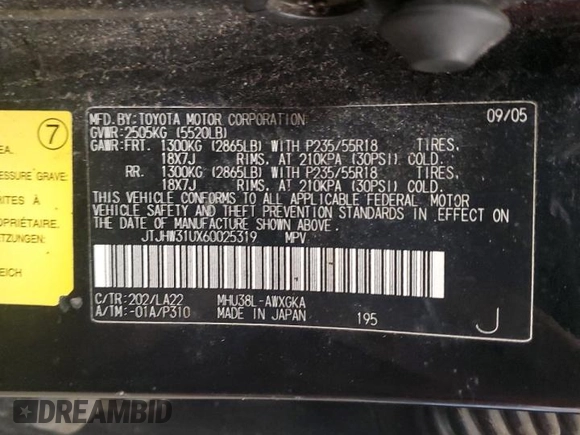 MFD. BY: TOYOTA MOTOR CORPORATION 09/05
GVWR: 2505KG (5520LB)
GAWR: FRT. 1300KG (2865LB) WITH P235/55R18 TIRES.
18X7J RIMS. AT 210KPA (30PSI) COLD.
RR. 1300KG (2865LB) WITH P235/55R18 TIRES.
18X7J RIMS. AT 210KPA (30PSI) COLD.
THIS VEHICLE CONFORMS TO ALL APPLICABLE FEDERAL MOTOR
VEHICLE SAFETY AND THEFT PREVENTION STANDARDS IN EFFECT ON
THE DATE OF MANUFACTURE SHOWN ABOVE.
JTJHW31UX60025319 MPV
C/TR: 202/LA22 MHU38L-AWXGKA
A/TM: -01A/P310 MADE IN JAPAN 195 J
7
EA.
ESSURE GRAVE
RITES À
PROPRIÉTAIRE.
ETZUNGEN
EICH
DREAMBID